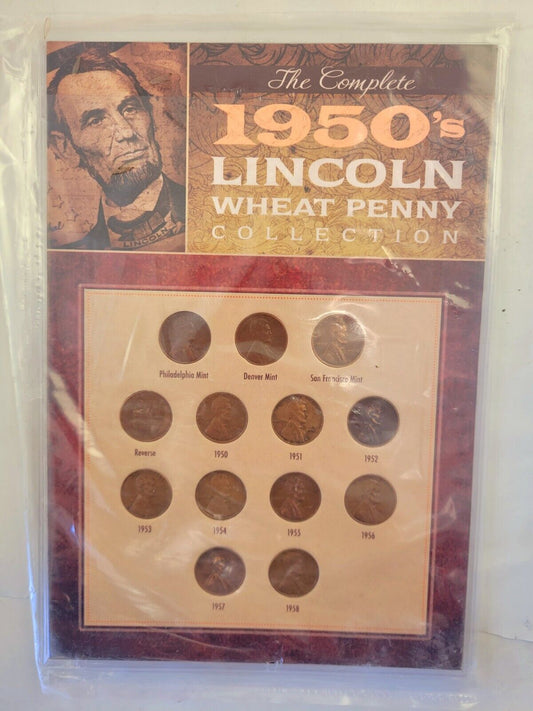 The Complete
1950's
LINCOLN
WHEAT PENNY
COLLECTION
LINCOLN
Philadelphia Mint
Denver Mint
San Francisco Mint
Reverse
1950
1951
1952
1953
1954
1955
1956
1957
1958